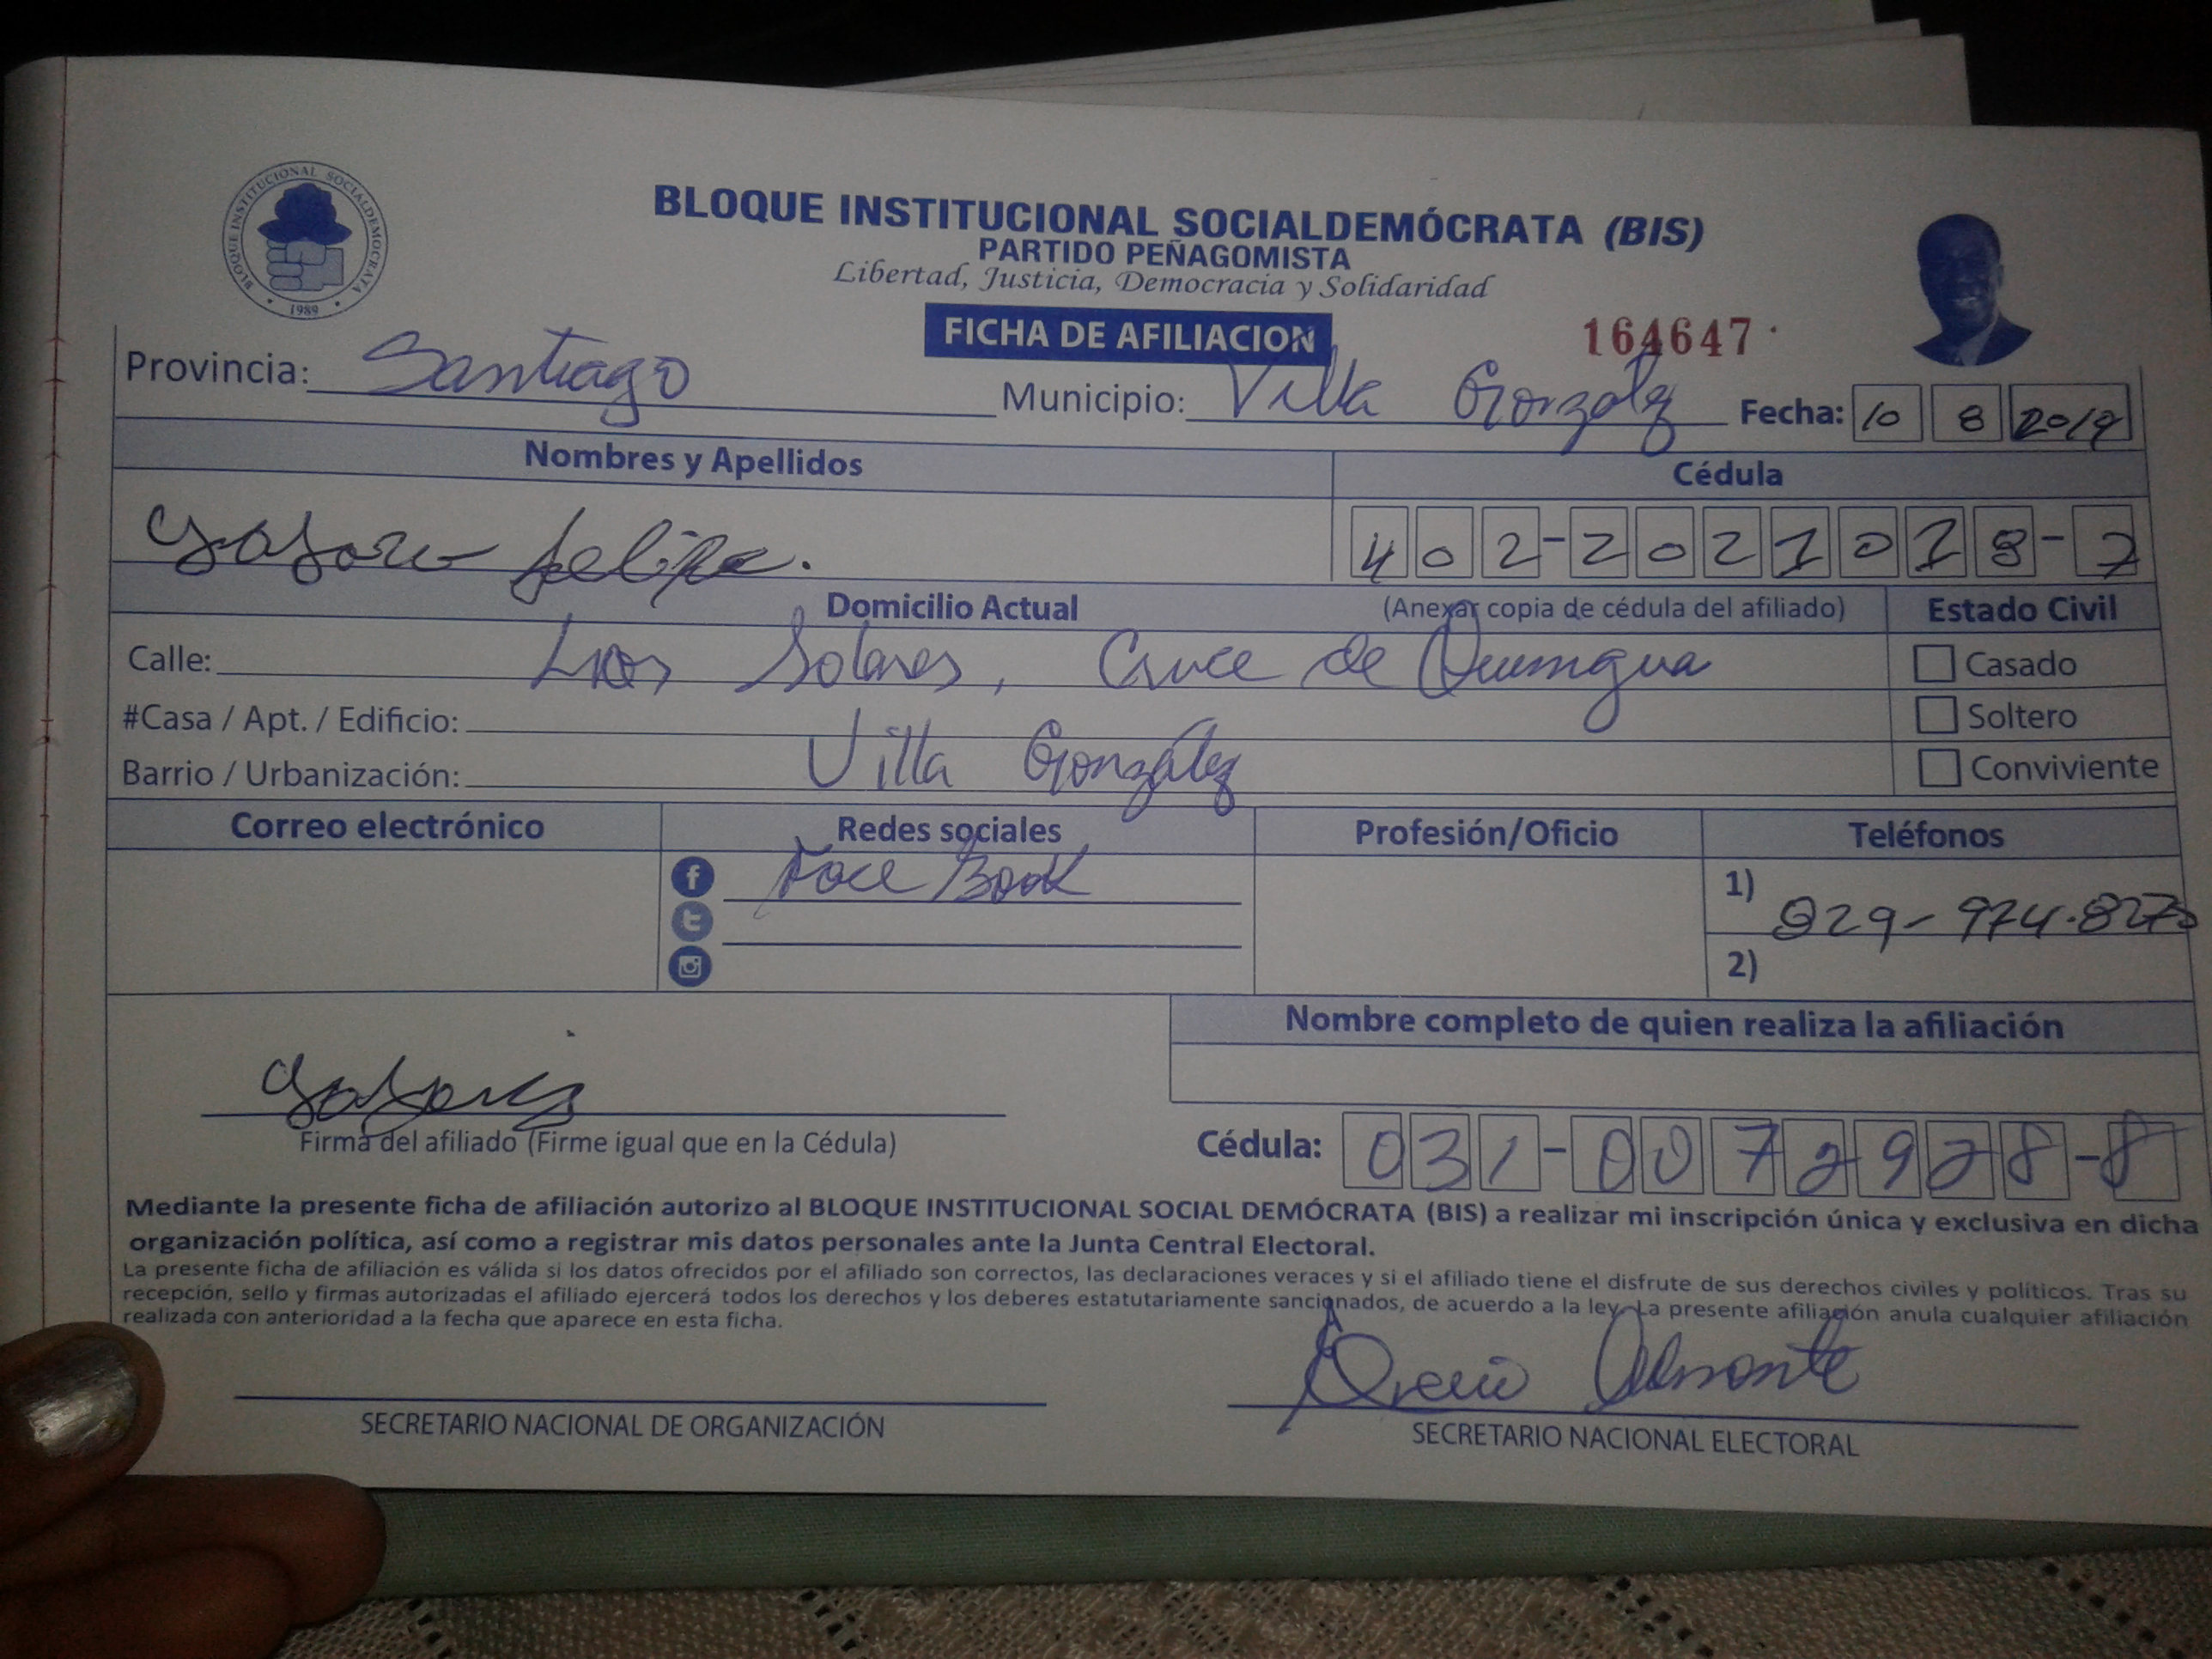 BLOQUE INSTITUCIONAL SOCIALDEMOCRATA
1989
BLOQUE INSTITUCIONAL SOCIALDEMÓCRATA (BIS)
PARTIDO PEÑAGOMISTA
Libertad, Justicia, Democracia y Solidaridad
FICHA DE AFILIACION
164647
Provincia: Santiago Municipio: Villa González Fecha: 10 8 2019
Nombres y Apellidos Cédula
felipe. 402-2021018-7
Domicilio Actual (Anexar copia de cédula del afiliado) Estado Civil
Calle: Los Solares, Cruce de Quinigua Casado
#Casa / Apt. / Edificio: Soltero
Barrio / Urbanización: Villa González Conviviente
Correo electrónico Redes sociales Profesión/Oficio Teléfonos
Face Book 1) 829-974-827
2)
Nombre completo de quien realiza la afiliación
Firma del afiliado (Firme igual que en la Cédula) Cédula: 031-0072928-8
Mediante la presente ficha de afiliación autorizo al BLOQUE INSTITUCIONAL SOCIAL DEMÓCRATA (BIS) a realizar mi inscripción única y exclusiva en dicha
organización política, así como a registrar mis datos personales ante la Junta Central Electoral.
La presente ficha de afiliación es válida si los datos ofrecidos por el afiliado son correctos, las declaraciones veraces y si el afiliado tiene el disfrute de sus derechos civiles y políticos. Tras su
recepción, sello y firmas autorizadas el afiliado ejercerá todos los derechos y los deberes estatutariamente sancionados, de acuerdo a la ley. La presente afiliación anula cualquier afiliación
realizada con anterioridad a la fecha que aparece en esta ficha.
Almonte
SECRETARIO NACIONAL DE ORGANIZACIÓN SECRETARIO NACIONAL ELECTORAL